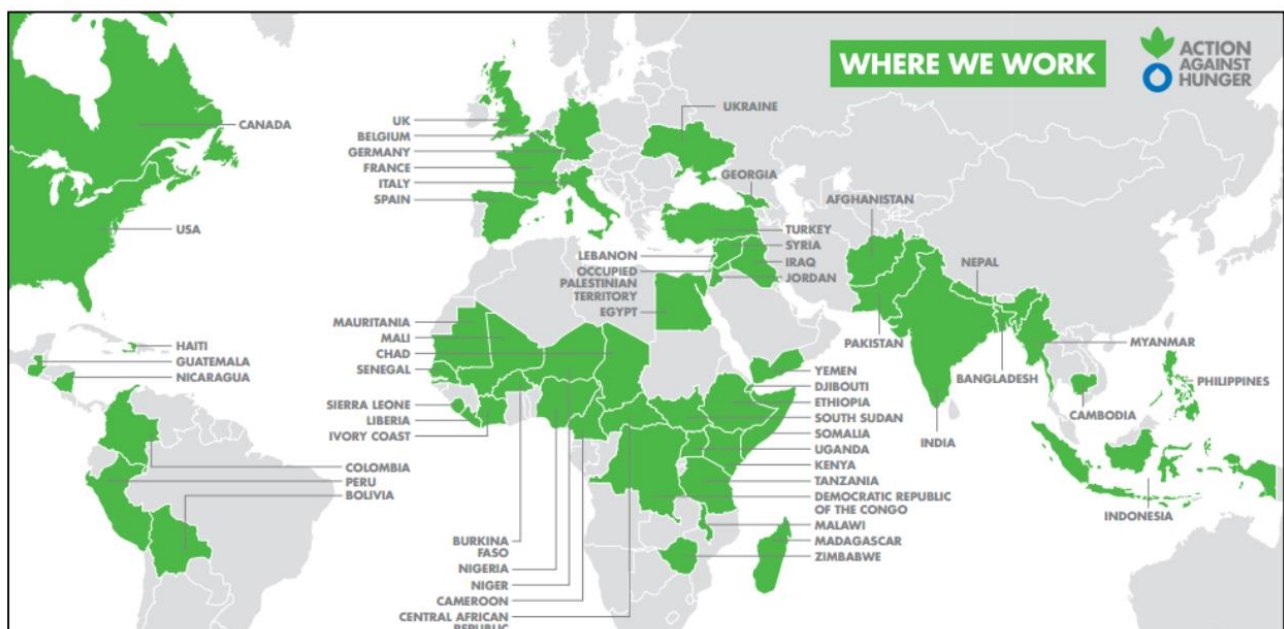 WHERE WE WORK
ACTION
AGAINST
HUNGER
CANADA
USA
HAITI
GUATEMALA
NICARAGUA
COLOMBIA
PERU
BOLIVIA
UK
BELGIUM
GERMANY
FRANCE
ITALY
SPAIN
UKRAINE
GEORGIA
TURKEY
SYRIA
IRAQ
JORDAN
LEBANON
OCCUPIED
PALESTINIAN
TERRITORY
EGYPT
AFGHANISTAN
NEPAL
PAKISTAN
BANGLADESH
MYANMAR
INDIA
CAMBODIA
PHILIPPINES
INDONESIA
MAURITANIA
MALI
CHAD
SENEGAL
SIERRA LEONE
LIBERIA
IVORY COAST
BURKINA
FASO
NIGERIA
NIGER
CAMEROON
CENTRAL AFRICAN
REPUBLIC
YEMEN
DJIBOUTI
ETHIOPIA
SOUTH SUDAN
SOMALIA
UGANDA
KENYA
TANZANIA
DEMOCRATIC REPUBLIC
OF THE CONGO
MALAWI
MADAGASCAR
ZIMBABWE